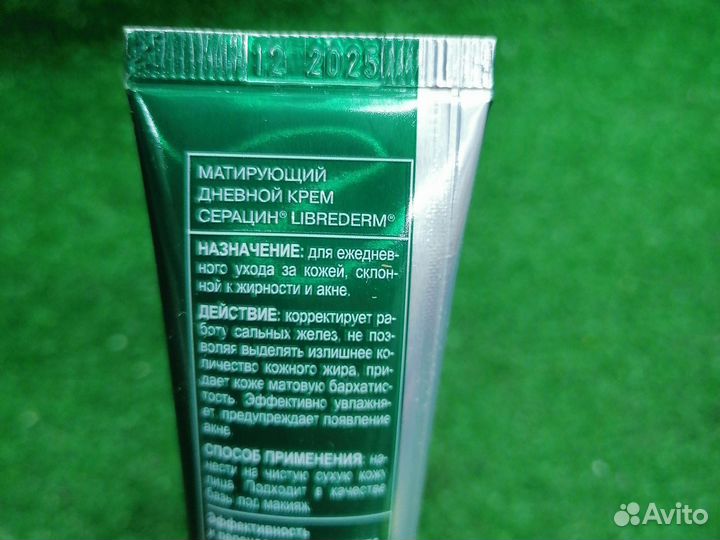 12 2025
МАТИРУЮЩИЙ
ДНЕВНОЙ КРЕМ
СЕРАЦИН® LIBREDERM®
НАЗНАЧЕНИЕ: для ежеднев-
ного ухода за кожей, склон-
ной к жирности и акне.
ДЕЙСТВИЕ: корректирует ра-
боту сальных желез, не поз-
воляя выделять излишнее ко-
личество кожного жира, при-
дает коже матовую бархатис-
тость. Эффективно увлажня-
ет, предупреждает появление
акне.
СПОСОБ ПРИМЕНЕНИЯ: на-
нести на чистую сухую кожу
лица. Подходит в качестве
базы под макияж.
Эффективность
Avito